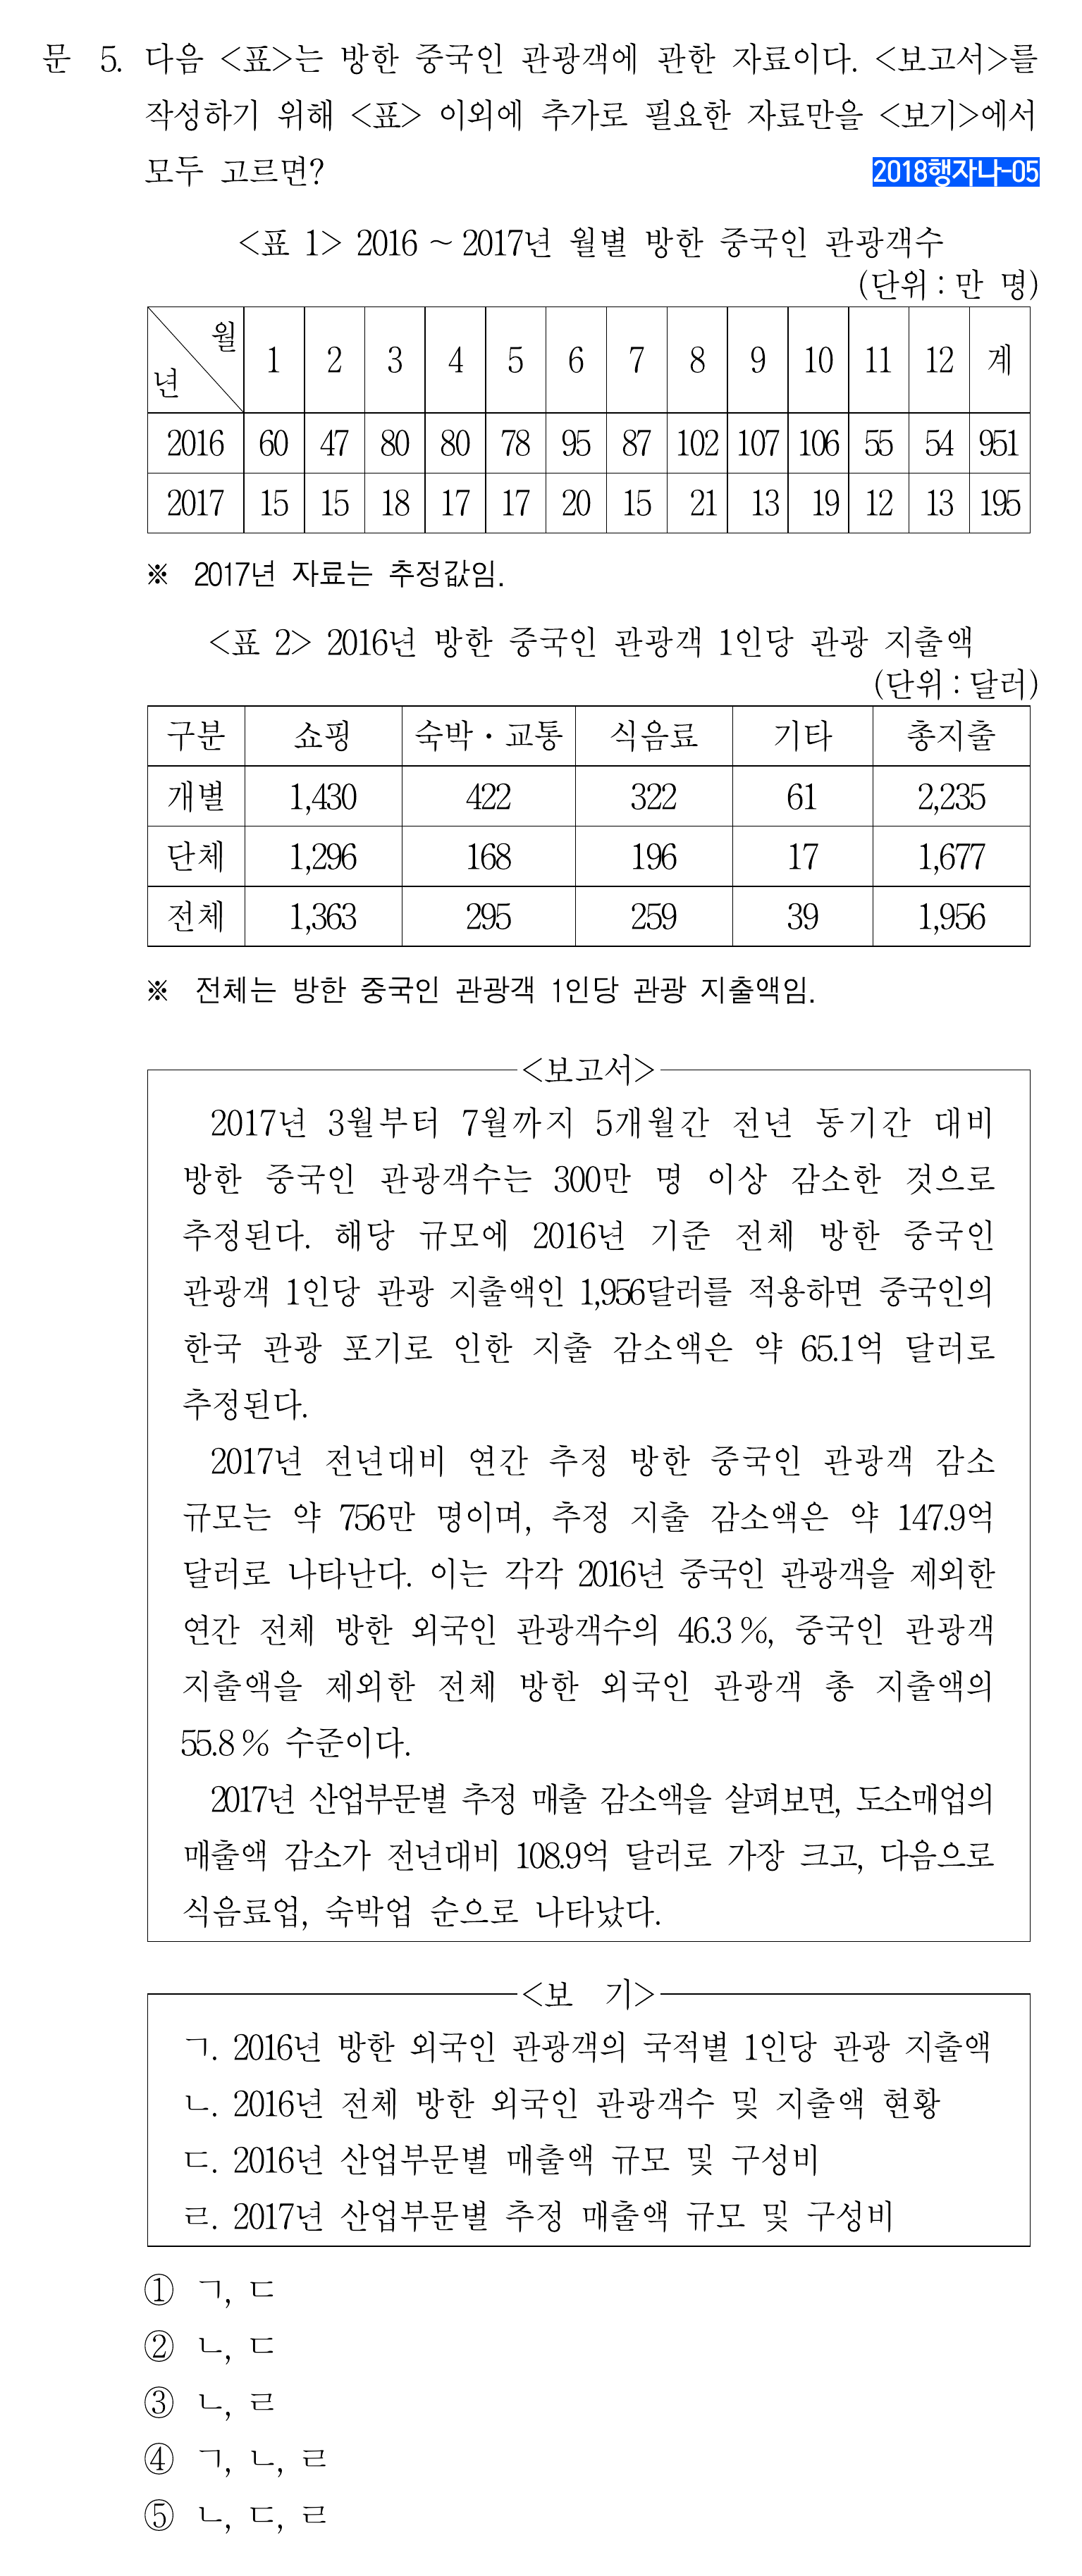 문 5. 다음 <표>는 방한 중국인 관광객에 관한 자료이다. <보고서>를
작성하기 위해 <표> 이외에 추가로 필요한 자료만을 <보기>에서
모두 고르면?
2018행자나-05
<표 1> 2016 ~ 2017년 월별 방한 중국인 관광객수
(단위 : 만 명)
월
년
1 2 3 4 5 6 7 8 9 10 11 12 계
2016 60 47 80 80 78 95 87 102 107 106 55 54 951
2017 15 15 18 17 17 20 15 21 13 19 12 13 195
※ 2017년 자료는 추정값임.
<표 2> 2016년 방한 중국인 관광객 1인당 관광 지출액
(단위 : 달러)
구분 쇼핑 숙박·교통 식음료 기타 총지출
개별 1,430 422 322 61 2,235
단체 1,296 168 196 17 1,677
전체 1,363 295 259 39 1,956
※ 전체는 방한 중국인 관광객 1인당 관광 지출액임.
<보고서>
2017년 3월부터 7월까지 5개월간 전년 동기간 대비
방한 중국인 관광객수는 300만 명 이상 감소한 것으로
추정된다. 해당 규모에 2016년 기준 전체 방한 중국인
관광객 1인당 관광 지출액인 1,956달러를 적용하면 중국인의
한국 관광 포기로 인한 지출 감소액은 약 65.1억 달러로
추정된다.
2017년 전년대비 연간 추정 방한 중국인 관광객 감소
규모는 약 756만 명이며, 추정 지출 감소액은 약 147.9억
달러로 나타난다. 이는 각각 2016년 중국인 관광객을 제외한
연간 전체 방한 외국인 관광객수의 46.3 %, 중국인 관광객
지출액을 제외한 전체 방한 외국인 관광객 총 지출액의
55.8 % 수준이다.
2017년 산업부문별 추정 매출 감소액을 살펴보면, 도소매업의
매출액 감소가 전년대비 108.9억 달러로 가장 크고, 다음으로
식음료업, 숙박업 순으로 나타났다.
<보 기>
ㄱ. 2016년 방한 외국인 관광객의 국적별 1인당 관광 지출액
ㄴ. 2016년 전체 방한 외국인 관광객수 및 지출액 현황
ㄷ. 2016년 산업부문별 매출액 규모 및 구성비
ㄹ. 2017년 산업부문별 추정 매출액 규모 및 구성비
① ㄱ, ㄷ
② ㄴ, ㄷ
③ ㄴ, ㄹ
④ ㄱ, ㄴ, ㄹ
⑤ ㄴ, ㄷ, ㄹ